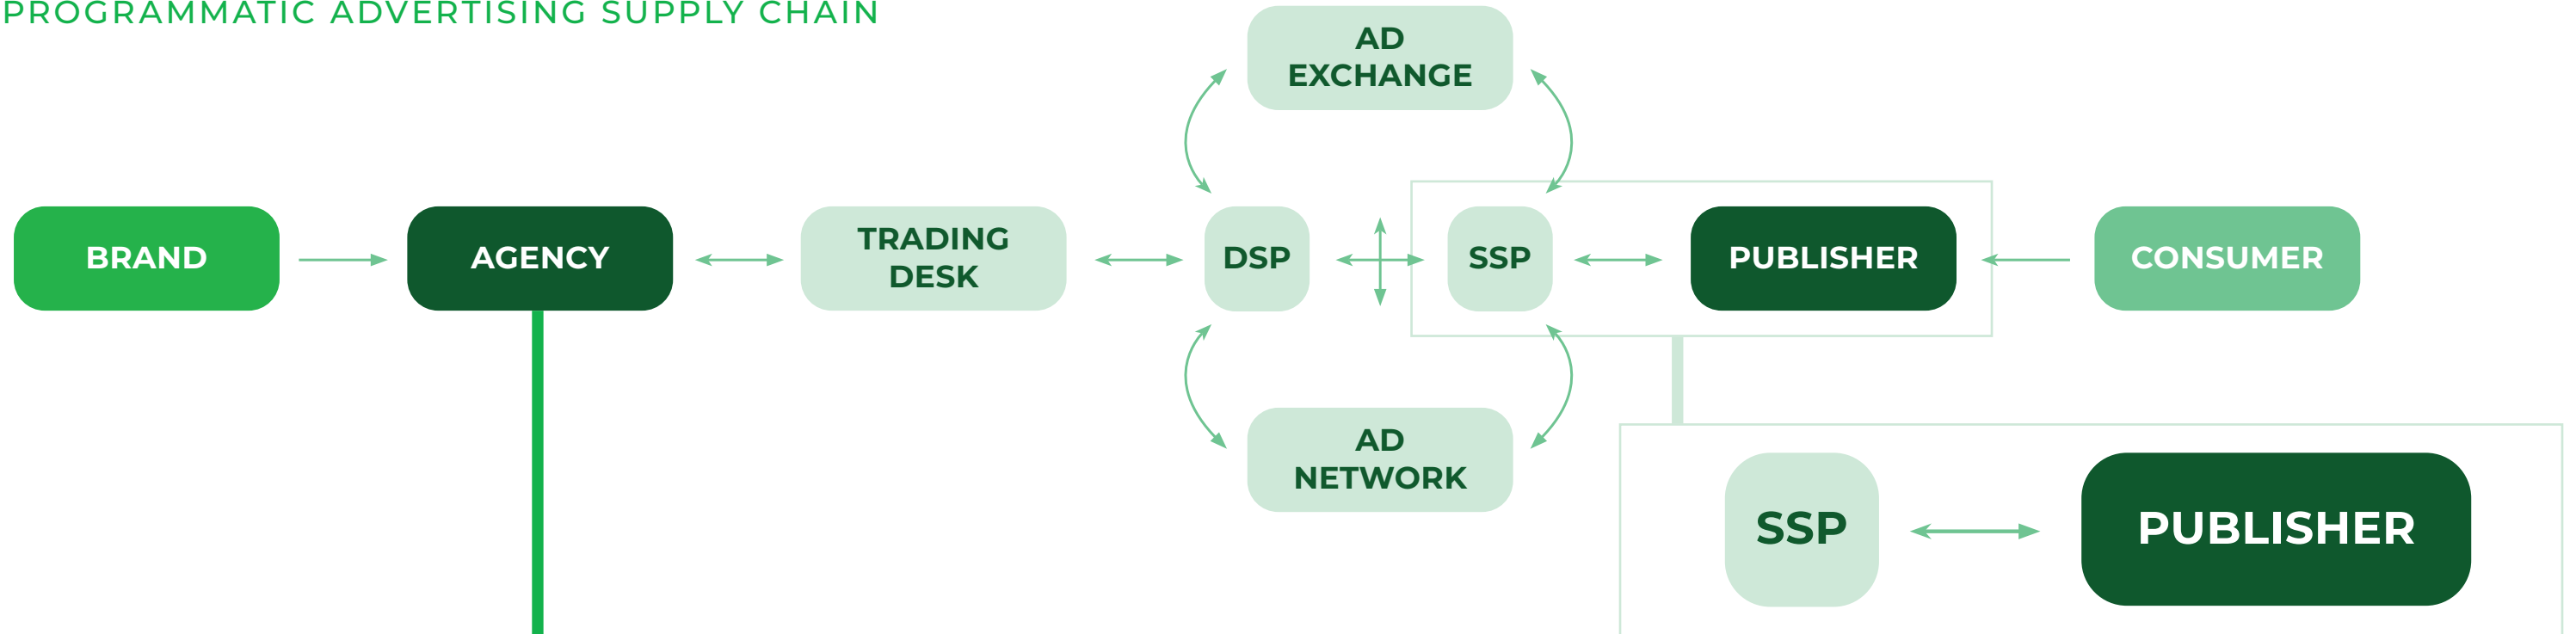 PROGRAMMATIC ADVERTISING SUPPLY CHAIN
AD
EXCHANGE
BRAND
AGENCY
TRADING
DESK
DSP
SSP
PUBLISHER
CONSUMER
AD
NETWORK
SSP
PUBLISHER